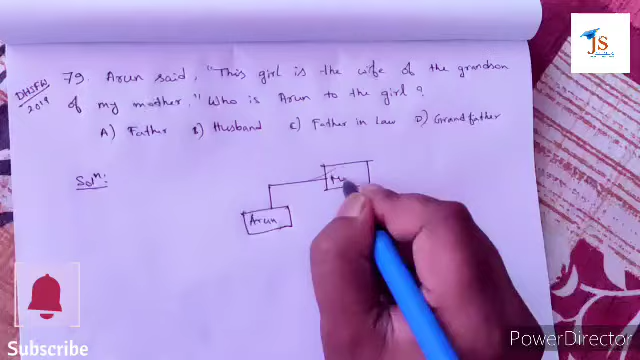 JS
DHSFW
2019
79. Arun said, "This girl is the wife of the grandson
of my mother." Who is Arun to the girl?
A) Father B) Husband C) Father in Law D) Grandfather
Solⁿ:
Arun
Subscribe
PowerDirector